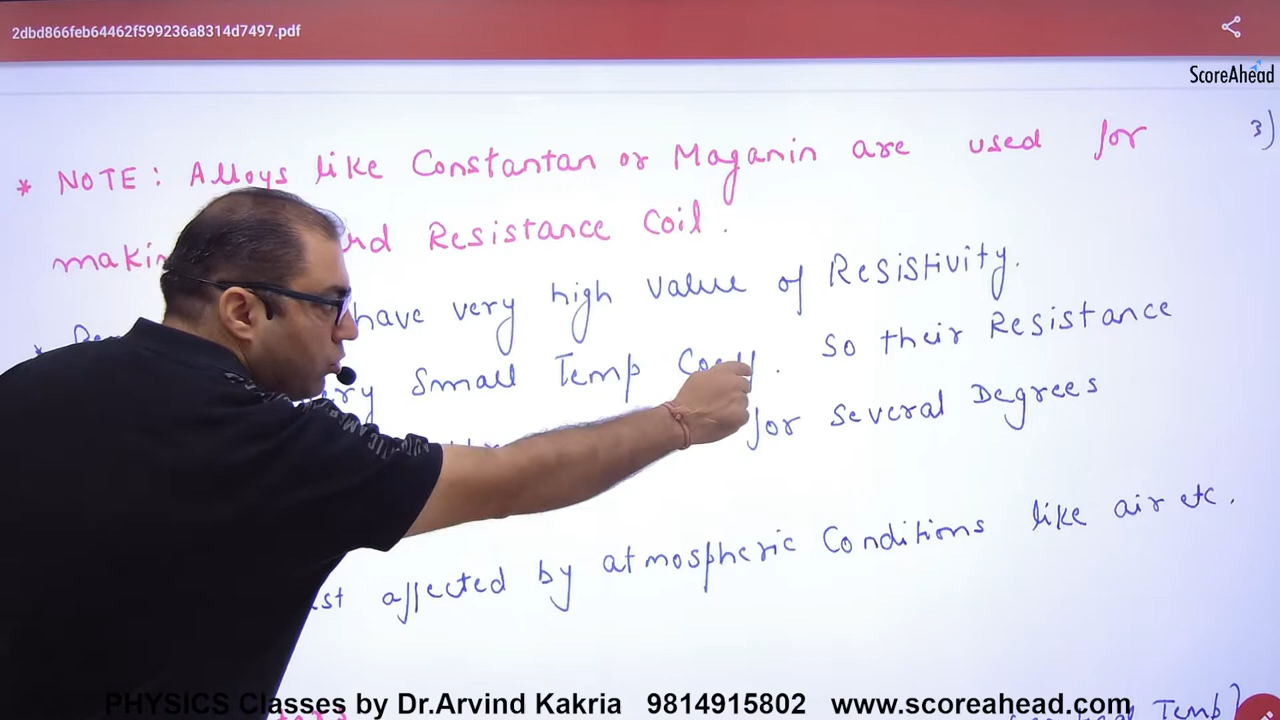 2dbd866feb64462f599236a8314d7497.pdf
ScoreAhead
3)
* NOTE: Alloys like Constantan or Maganin are used for
Resistance Coil.
* have very high value of Resistivity.
Small Temp . So their Resistance
for several Degrees
affected by atmospheric Conditions like air etc.
PHYSICS Classes by Dr.Arvind Kakria 9814915802 www.scoreahead.com
Temp]